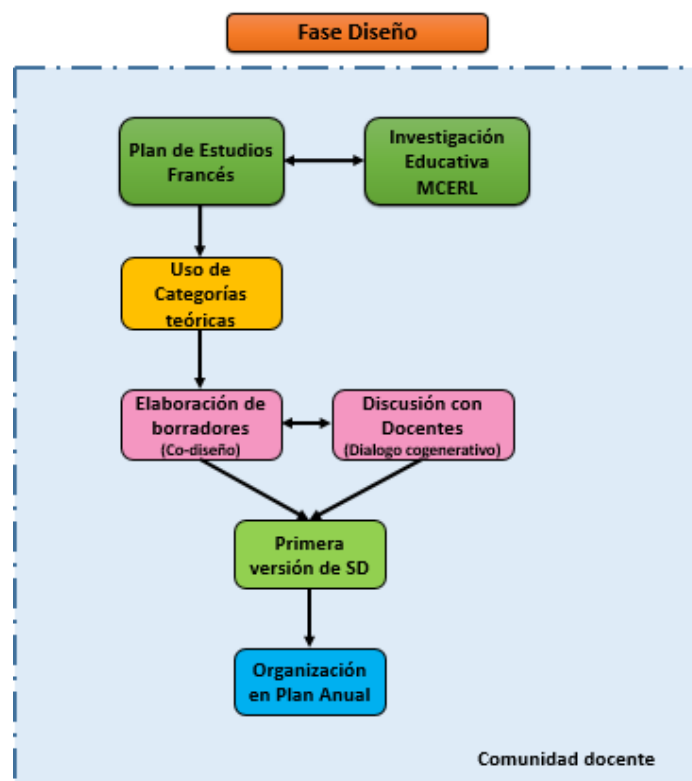 Fase Diseño
Plan de Estudios
Francés
Investigación
Educativa
MCERL
Uso de
Categorías
teóricas
Elaboración de
borradores
(Co-diseño)
Discusión con
Docentes
(Dialogo cogenerativo)
Primera
versión de SD
Organización
en Plan Anual
Comunidad docente